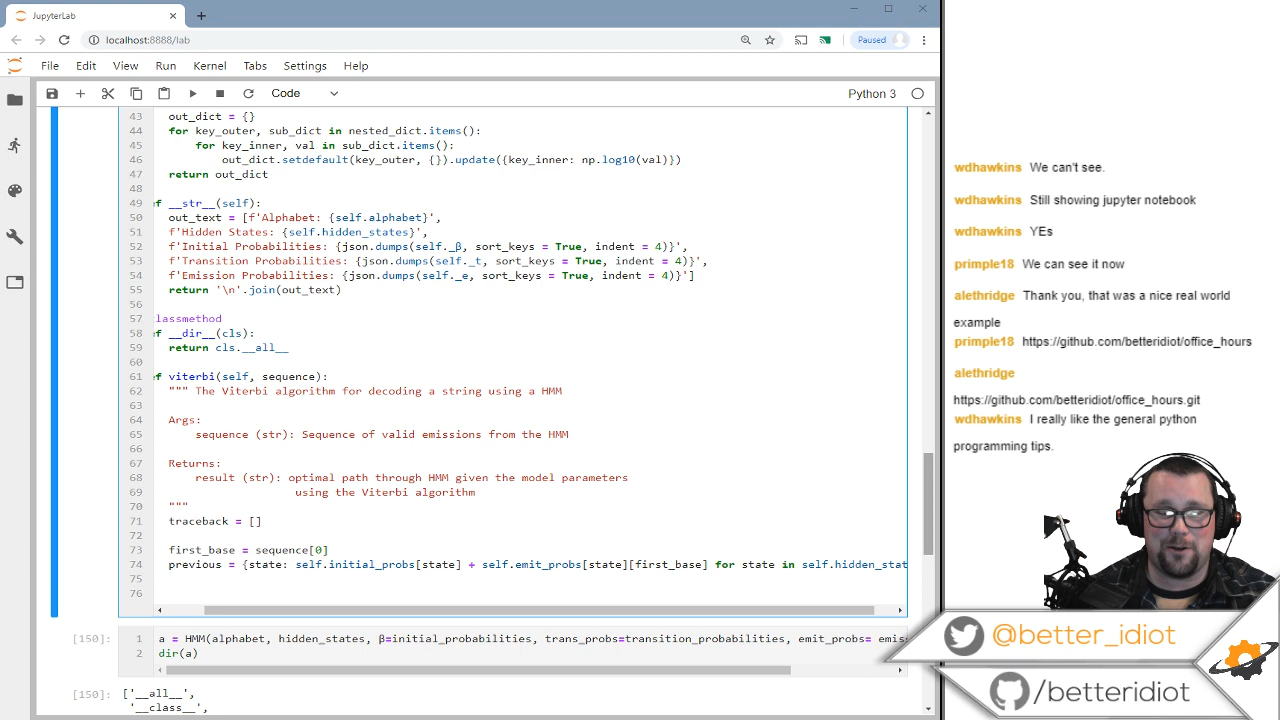 JupyterLab
localhost:8888/lab
Paused
File Edit View Run Kernel Tabs Settings Help
Code
Python 3
43 out_dict = {}
44 for key_outer, sub_dict in nested_dict.items():
45 for key_inner, val in sub_dict.items():
46 out_dict.setdefault(key_outer, {}).update({key_inner: np.log10(val)})
47 return out_dict
48
49 f __str__(self):
50 out_text = [f'Alphabet: {self.alphabet}',
51 f'Hidden States: {self.hidden_states}',
52 f'Initial Probabilities: {json.dumps(self._β, sort_keys = True, indent = 4)}',
53 f'Transition Probabilities: {json.dumps(self._t, sort_keys = True, indent = 4)}',
54 f'Emission Probabilities: {json.dumps(self._e, sort_keys = True, indent = 4)}']
55 return '\n'.join(out_text)
56
57 lassmethod
58 f __dir__(cls):
59 return cls.__all__
60
61 f viterbi(self, sequence):
62 """ The Viterbi algorithm for decoding a string using a HMM
63
64 Args:
65 sequence (str): Sequence of valid emissions from the HMM
66
67 Returns:
68 result (str): optimal path through HMM given the model parameters
69 using the Viterbi algorithm
70 """
71 traceback = []
72
73 first_base = sequence[0]
74 previous = {state: self.initial_probs[state] + self.emit_probs[state][first_base] for state in self.hidden_stat
75
76
[150]: 1 a = HMM(alphabet, hidden_states, β=initial_probabilities, trans_probs=transition_probabilities, emit_probs= emis
2 dir(a)
[150]: ['__all__',
'__class__',
wdhawkins We can't see.
wdhawkins Still showing jupyter notebook
wdhawkins YEs
primple18 We can see it now
alethridge Thank you, that was a nice real world
example
primple18 https://github.com/betteridiot/office_hours
alethridge
https://github.com/betteridiot/office_hours.git
wdhawkins I really like the general python
programming tips.
@better_idiot
/betteridiot